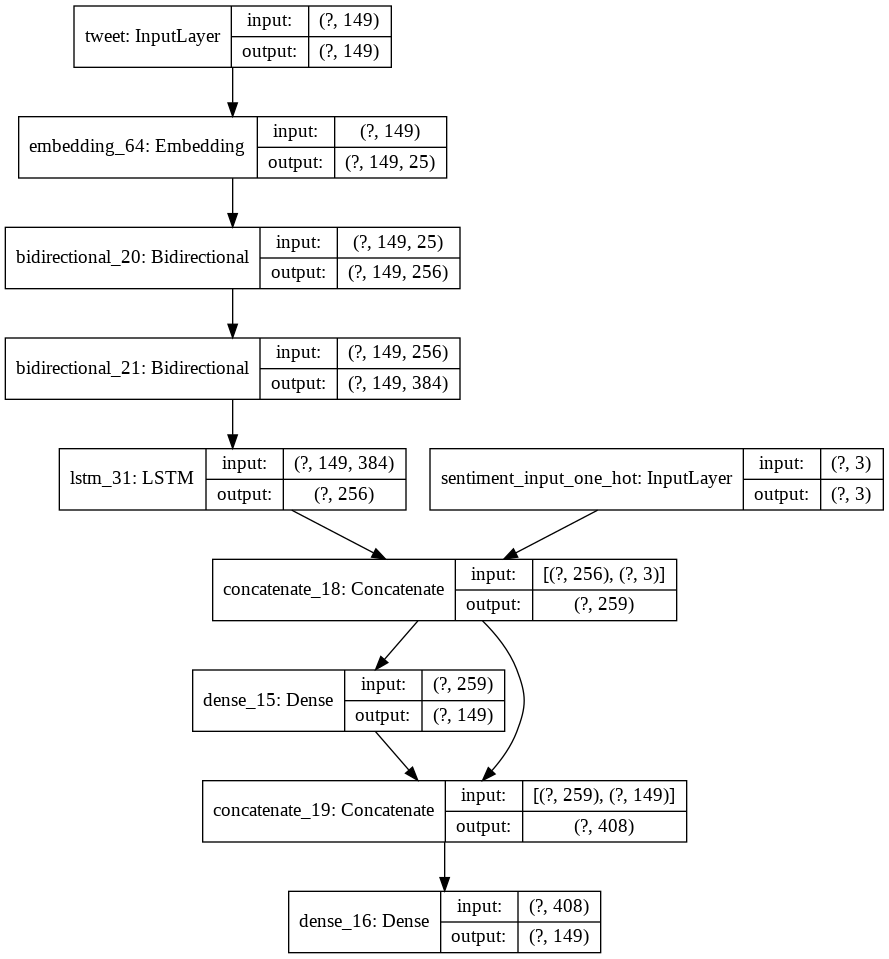 tweet: InputLayer
input: (?, 149)
output: (?, 149)
embedding_64: Embedding
input: (?, 149)
output: (?, 149, 25)
bidirectional_20: Bidirectional
input: (?, 149, 25)
output: (?, 149, 256)
bidirectional_21: Bidirectional
input: (?, 149, 256)
output: (?, 149, 384)
lstm_31: LSTM
input: (?, 149, 384)
output: (?, 256)
sentiment_input_one_hot: InputLayer
input: (?, 3)
output: (?, 3)
concatenate_18: Concatenate
input: [(?, 256), (?, 3)]
output: (?, 259)
dense_15: Dense
input: (?, 259)
output: (?, 149)
concatenate_19: Concatenate
input: [(?, 259), (?, 149)]
output: (?, 408)
dense_16: Dense
input: (?, 408)
output: (?, 149)